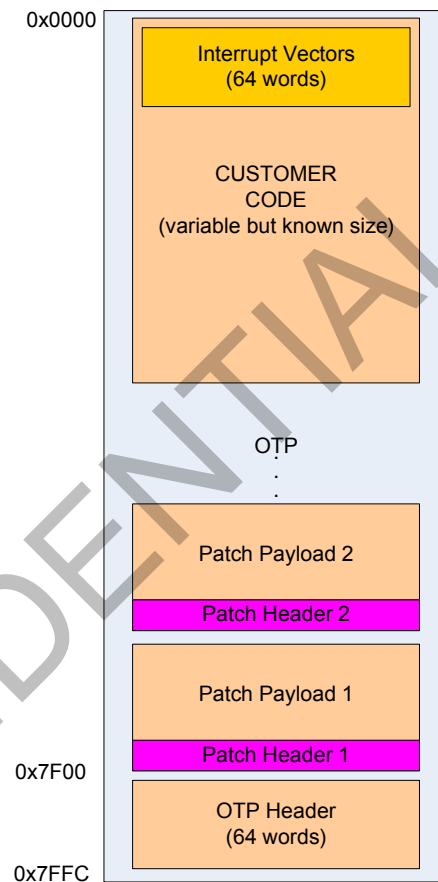 0x0000
Interrupt Vectors
(64 words)
CUSTOMER
CODE
(variable but known size)
OTP
.
.
.
Patch Payload 2
Patch Header 2
Patch Payload 1
Patch Header 1
0x7F00
OTP Header
(64 words)
0x7FFC
DENTIAL